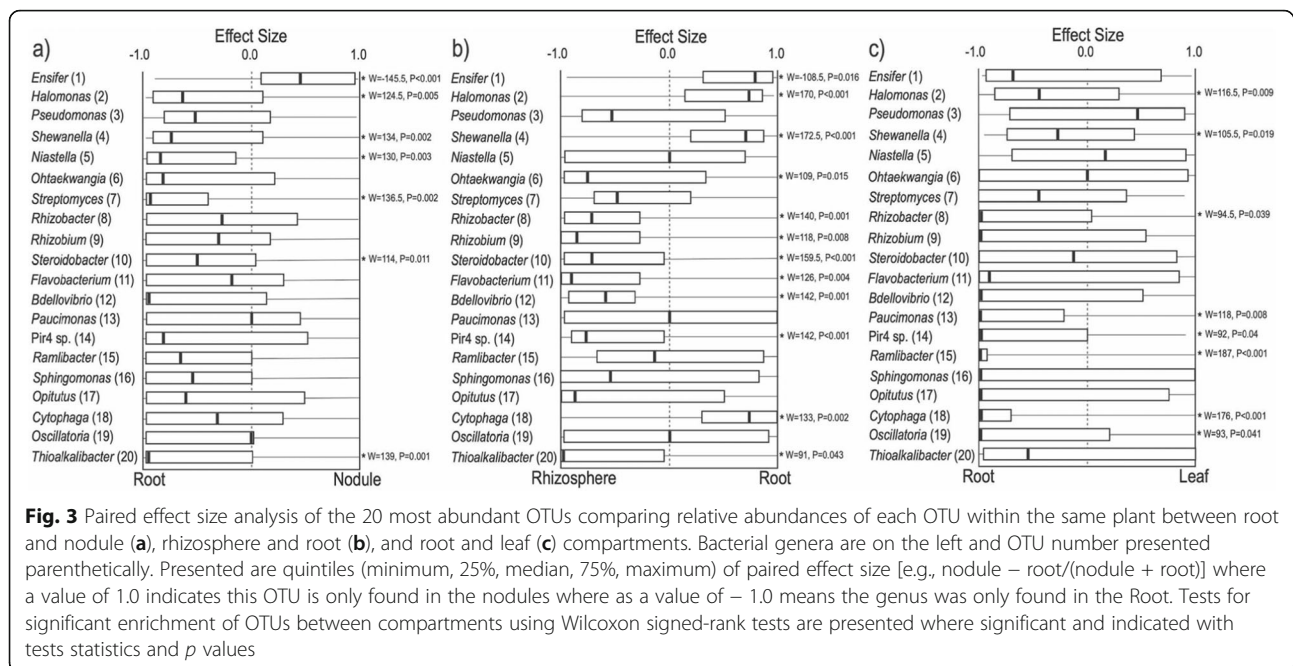 a)
Effect Size
-1.0 0.0 1.0
Ensifer (1) * W=-145.5, P<0.001
Halomonas (2) * W=124.5, P=0.005
Pseudomonas (3)
Shewanella (4) * W=134, P=0.002
Niastella (5) * W=130, P=0.003
Ohtaekwangia (6)
Streptomyces (7) * W=136.5, P=0.002
Rhizobacter (8)
Rhizobium (9)
Steroidobacter (10) * W=114, P=0.011
Flavobacterium (11)
Bdellovibrio (12)
Paucimonas (13)
Pir4 sp. (14)
Ramlibacter (15)
Sphingomonas (16)
Opitutus (17)
Cytophaga (18)
Oscillatoria (19)
Thioalkalibacter (20) * W=139, P=0.001
Root Nodule
b)
Effect Size
-1.0 0.0 1.0
Ensifer (1) * W=-108.5, P=0.016
Halomonas (2) * W=170, P<0.001
Pseudomonas (3)
Shewanella (4) * W=172.5, P<0.001
Niastella (5)
Ohtaekwangia (6) * W=109, P=0.015
Streptomyces (7)
Rhizobacter (8) * W=140, P=0.001
Rhizobium (9) * W=118, P=0.008
Steroidobacter (10) * W=159.5, P<0.001
Flavobacterium (11) * W=126, P=0.004
Bdellovibrio (12) * W=142, P=0.001
Paucimonas (13)
Pir4 sp. (14) * W=142, P<0.001
Ramlibacter (15)
Sphingomonas (16)
Opitutus (17)
Cytophaga (18) * W=133, P=0.002
Oscillatoria (19)
Thioalkalibacter (20) * W=91, P=0.043
Rhizosphere Root
c)
Effect Size
-1.0 0.0 1.0
Ensifer (1)
Halomonas (2) * W=116.5, P=0.009
Pseudomonas (3)
Shewanella (4) * W=105.5, P=0.019
Niastella (5)
Ohtaekwangia (6)
Streptomyces (7)
Rhizobacter (8) * W=94.5, P=0.039
Rhizobium (9)
Steroidobacter (10)
Flavobacterium (11)
Bdellovibrio (12)
Paucimonas (13) * W=118, P=0.008
Pir4 sp. (14) * W=92, P=0.04
Ramlibacter (15) * W=187, P<0.001
Sphingomonas (16)
Opitutus (17)
Cytophaga (18) * W=176, P<0.001
Oscillatoria (19) * W=93, P=0.041
Thioalkalibacter (20)
Root Leaf
Fig. 3 Paired effect size analysis of the 20 most abundant OTUs comparing relative abundances of each OTU within the same plant between root
and nodule (a), rhizosphere and root (b), and root and leaf (c) compartments. Bacterial genera are on the left and OTU number presented
parenthetically. Presented are quintiles (minimum, 25%, median, 75%, maximum) of paired effect size [e.g., nodule − root/(nodule + root)] where
a value of 1.0 indicates this OTU is only found in the nodules where as a value of − 1.0 means the genus was only found in the Root. Tests for
significant enrichment of OTUs between compartments using Wilcoxon signed-rank tests are presented where significant and indicated with
tests statistics and p values